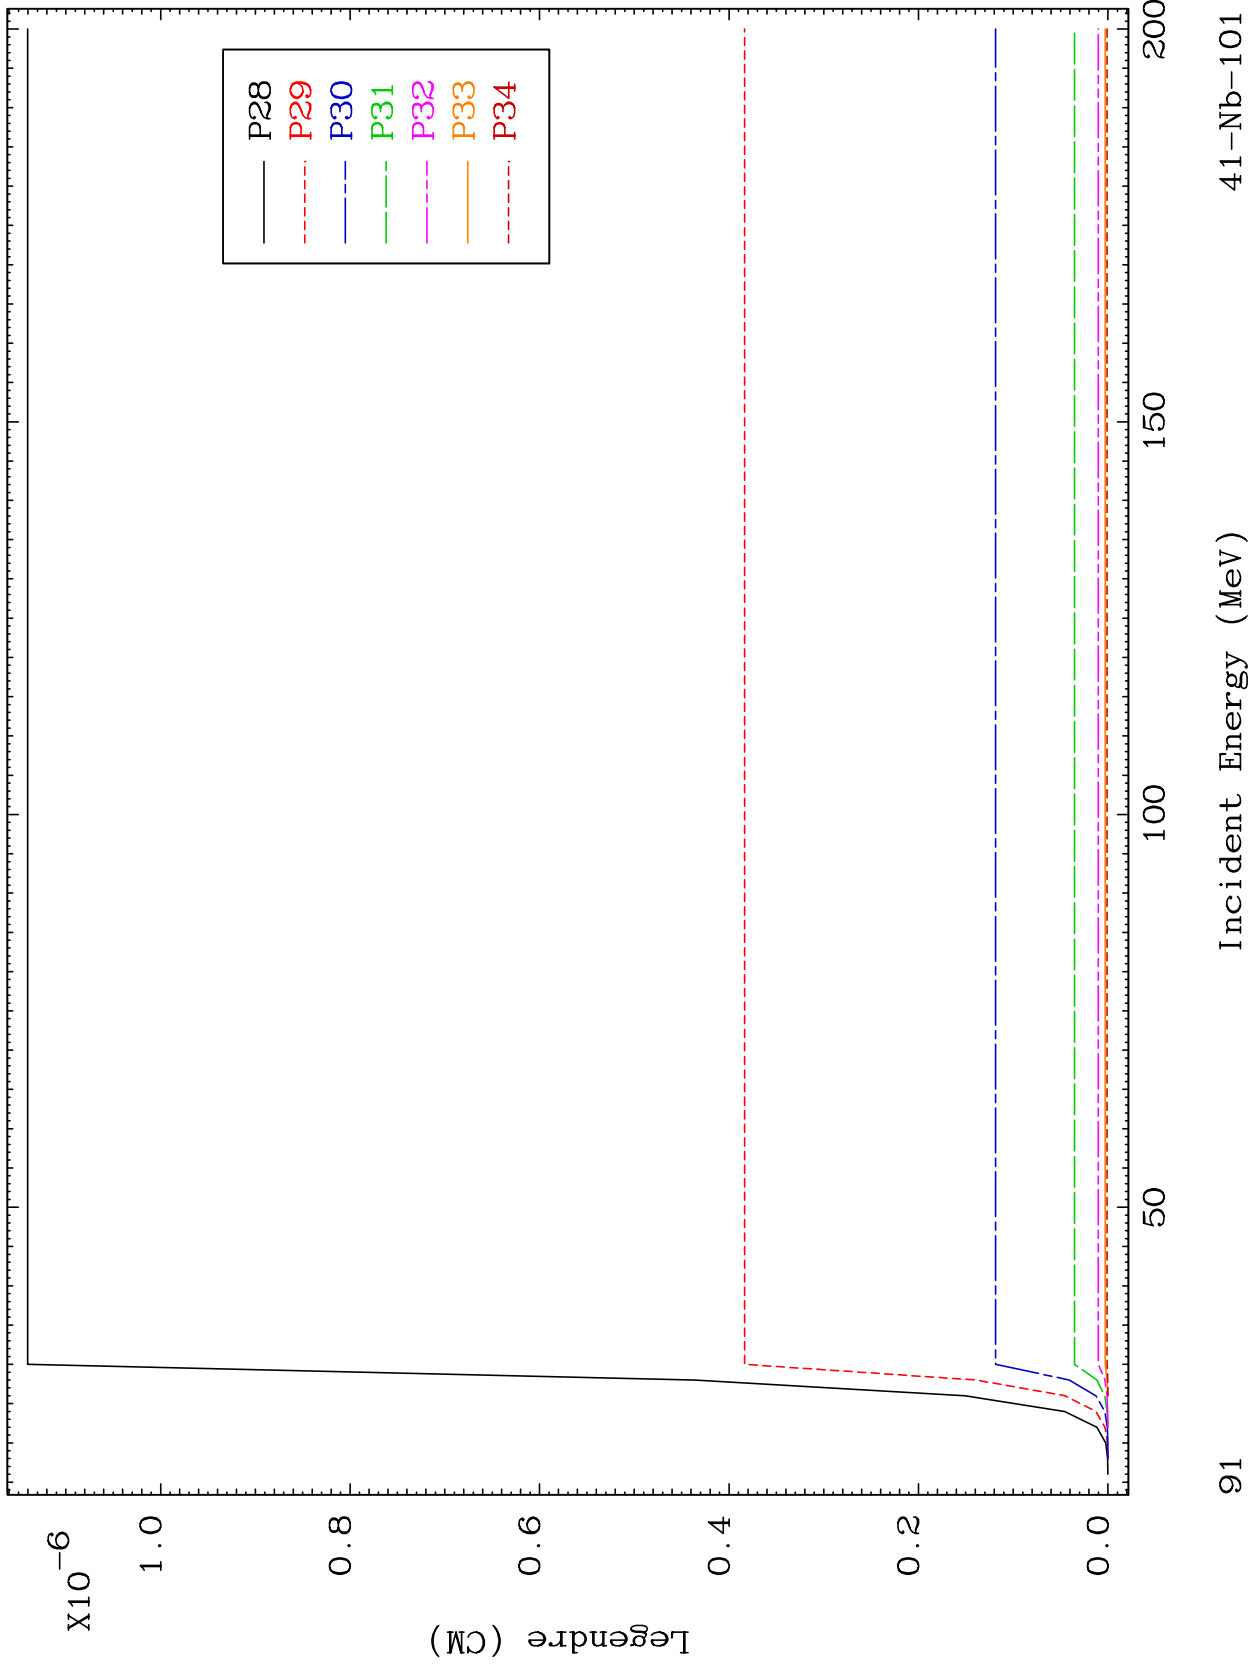 X10-6
1.0
0.8
0.6
0.4
0.2
0.0
Legendre (CM)
P28
P29
P30
P31
P32
P33
P34
50
100
150
200
Incident Energy (MeV)
91
41-Nb-101